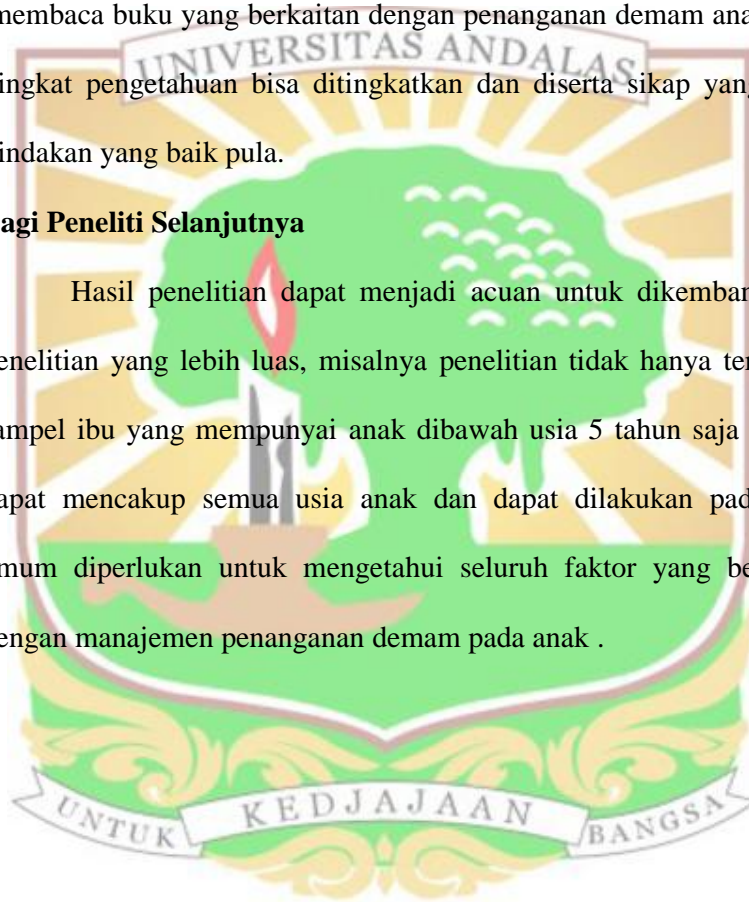 membaca buku yang berkaitan dengan penanganan demam ana
UNIVERSITAS ANDALAS
ingkat pengetahuan bisa ditingkatkan dan diserta sikap yang
indakan yang baik pula.
agi Peneliti Selanjutnya
Hasil penelitian dapat menjadi acuan untuk dikemban
enelitian yang lebih luas, misalnya penelitian tidak hanya ter
ampel ibu yang mempunyai anak dibawah usia 5 tahun saja
apat mencakup semua usia anak dan dapat dilakukan pad
mum diperlukan untuk mengetahui seluruh faktor yang be
engan manajemen penanganan demam pada anak .
UNTUK KEDJAJAAN BANGSA